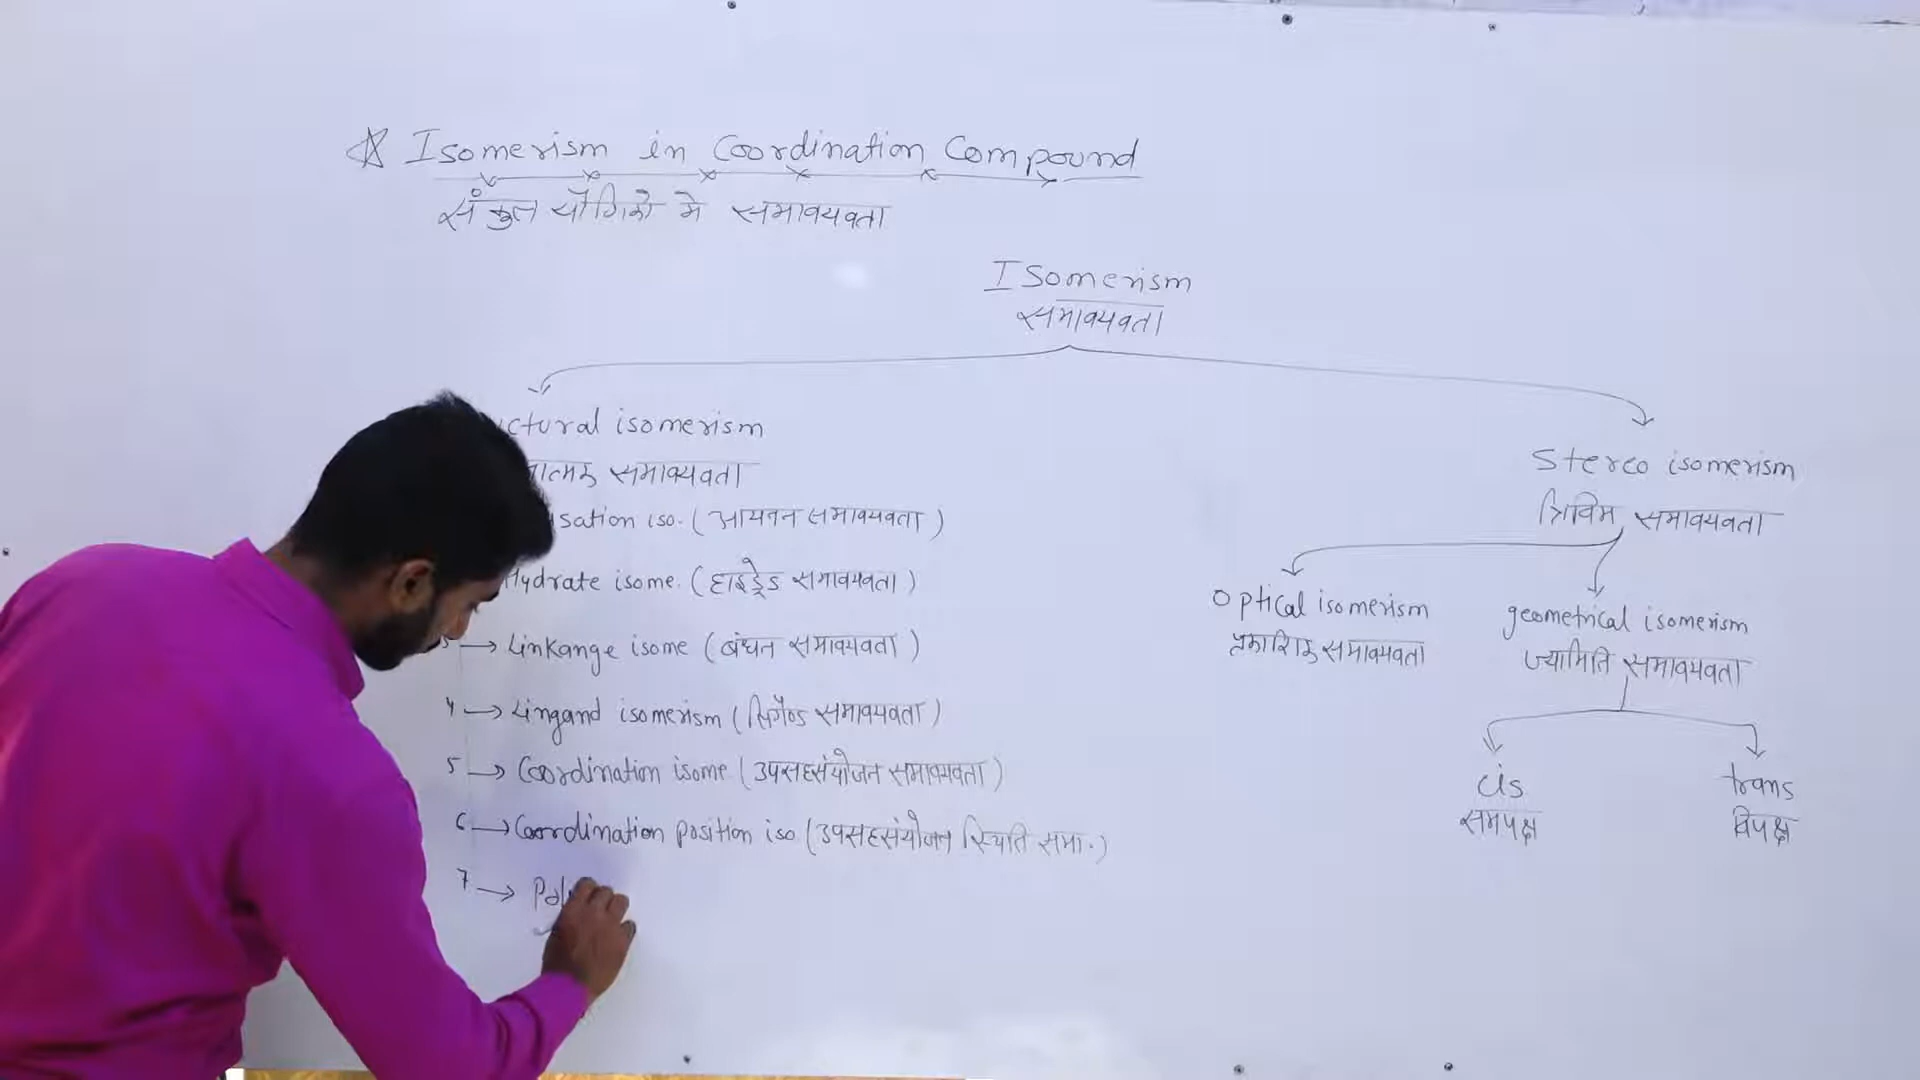 Isomerism in Coordination Compound
संकुल यौगिको मे समावयवता
Isomerism
समावयवता
ctural isomerism
त्मक समावयवता
sation iso. (आयनन समावयवता)
Hydrate isome. (हाइड्रेड समावयवता)
3 → Linkange isome (बंधन समावयवता)
4 → Lingand isomerism (लिगैण्ड समावयवता)
5 → Coordination isome (उपसहसंयोजन समावयवता)
6 → Coordination position iso (उपसहसंयोजन स्थिति समा.)
7 → Pol
Stereo isomerism
त्रिविम समावयवता
Optical isomerism
प्रकाशिक समावयवता
geometrical isomerism
ज्यामिति समावयवता
cis
समपक्ष
trans
विपक्ष